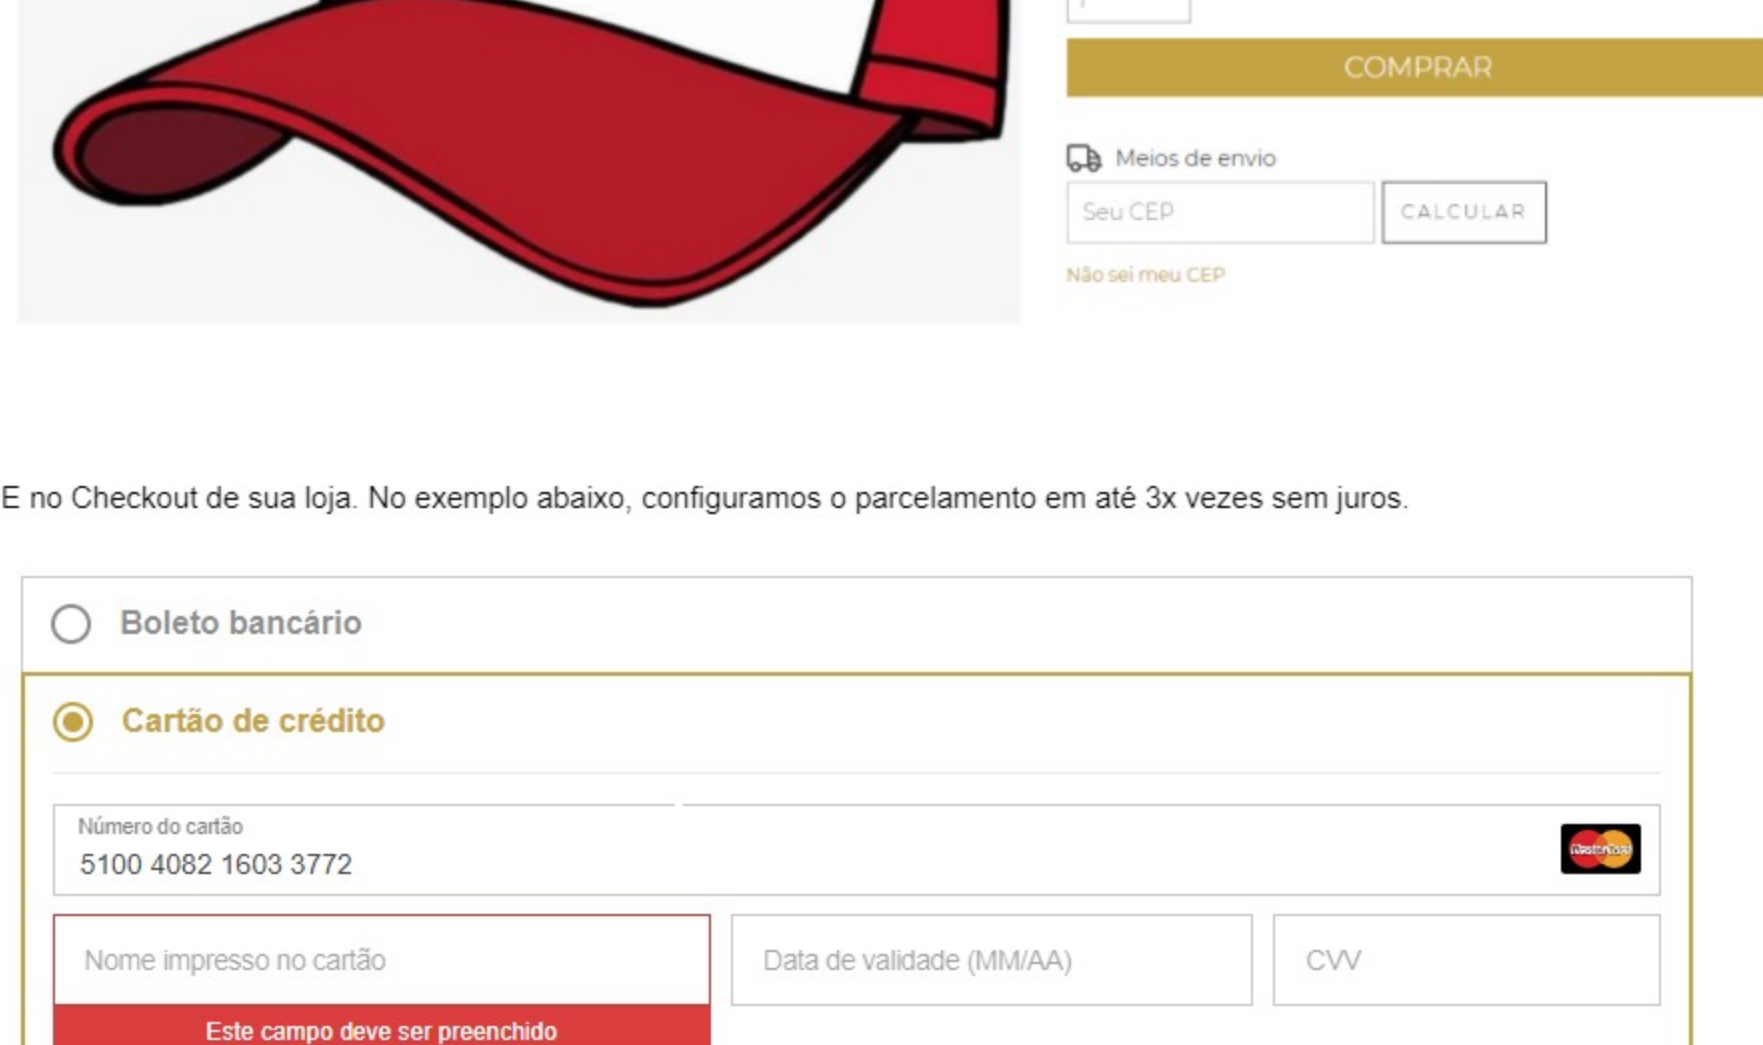 COMPRAR
Meios de envio
Seu CEP
CALCULAR
Não sei meu CEP
E no Checkout de sua loja. No exemplo abaixo, configuramos o parcelamento em até 3x vezes sem juros.
Boleto bancário
Cartão de crédito
Número do cartão
5100 4082 1603 3772
MasterCard
Nome impresso no cartão
Data de validade (MM/AA)
CVV
Este campo deve ser preenchido